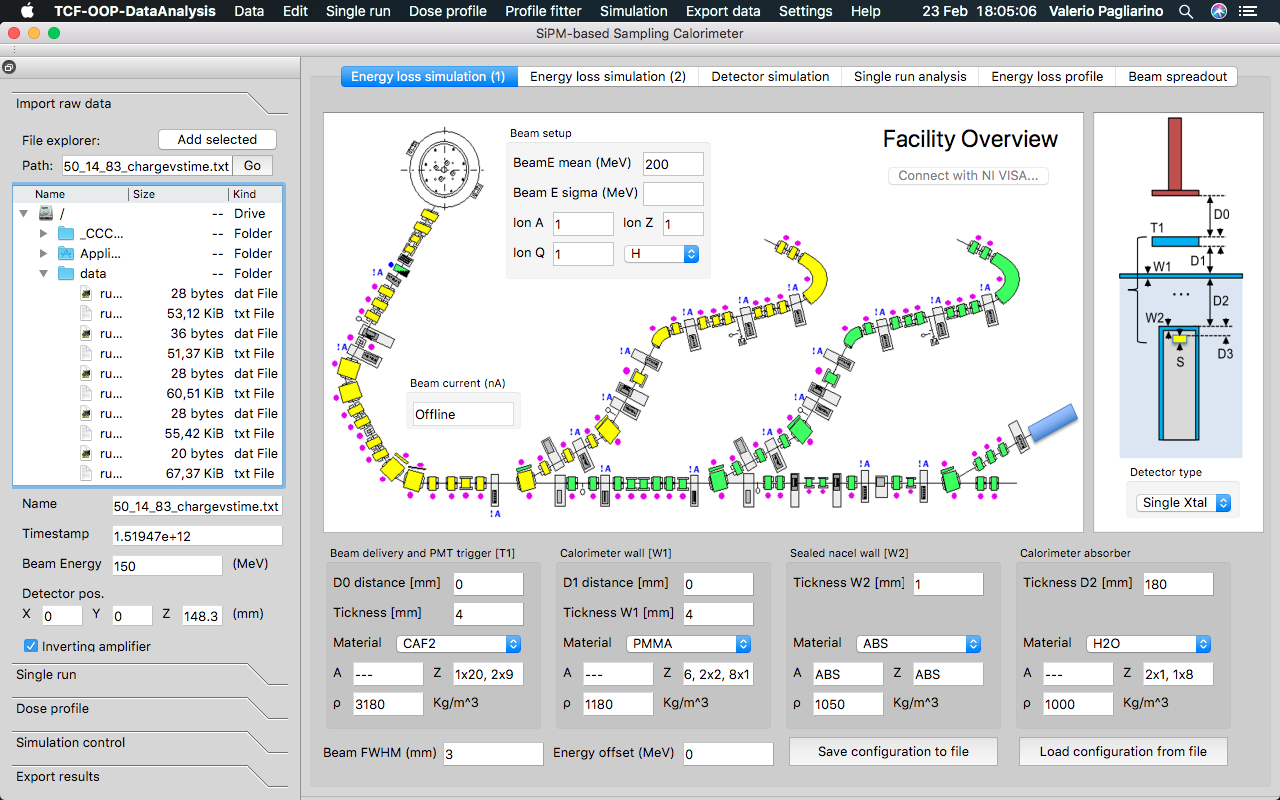 TCF-OOP-DataAnalysis Data Edit Single run Dose profile Profile fitter Simulation Export data Settings Help 23 Feb 18:05:06 Valerio Pagliarino
SiPM-based Sampling Calorimeter
Energy loss simulation (1) Energy loss simulation (2) Detector simulation Single run analysis Energy loss profile Beam spreadout
Import raw data
File explorer: Add selected
Path: 50_14_83_chargevstime.txt Go
Name Size Kind
/ -- Drive
_CCC... -- Folder
Appli... -- Folder
data -- Folder
ru... 28 bytes dat File
ru... 53,12 KiB txt File
ru... 36 bytes dat File
ru... 51,37 KiB txt File
ru... 28 bytes dat File
ru... 60,51 KiB txt File
ru... 28 bytes dat File
ru... 55,42 KiB txt File
ru... 20 bytes dat File
ru... 67,37 KiB txt File
Name 50_14_83_chargevstime.txt
Timestamp 1.51947e+12
Beam Energy 150 (MeV)
Detector pos.
X 0 Y 0 Z 148.3 (mm)
Inverting amplifier
Single run
Dose profile
Simulation control
Export results
Beam setup
BeamE mean (MeV) 200
Beam E sigma (MeV)
Ion A 1 Ion Z 1
Ion Q 1 H
Facility Overview
Connect with NI VISA...
Beam current (nA)
Offline
!A
!A
!A
!A
!A
!A
!A
!A
!A
!A
!A
!A
!A
!A
D0
T1
D1
W1
...
D2
W2
D3
S
Detector type
Single Xtal
Beam delivery and PMT trigger [T1]
D0 distance [mm] 0
Tickness [mm] 4
Material CAF2
A --- Z 1x20, 2x9
ρ 3180 Kg/m^3
Calorimeter wall [W1]
D1 distance [mm] 0
Tickness W1 [mm] 4
Material PMMA
A --- Z 6, 2x2, 8x1
ρ 1180 Kg/m^3
Sealed nacel wall [W2]
Tickness W2 [mm] 1
Material ABS
A ABS Z ABS
ρ 1050 Kg/m^3
Calorimeter absorber
Tickness D2 [mm] 180
Material H2O
A --- Z 2x1, 1x8
ρ 1000 Kg/m^3
Beam FWHM (mm) 3 Energy offset (MeV) 0 Save configuration to file Load configuration from file